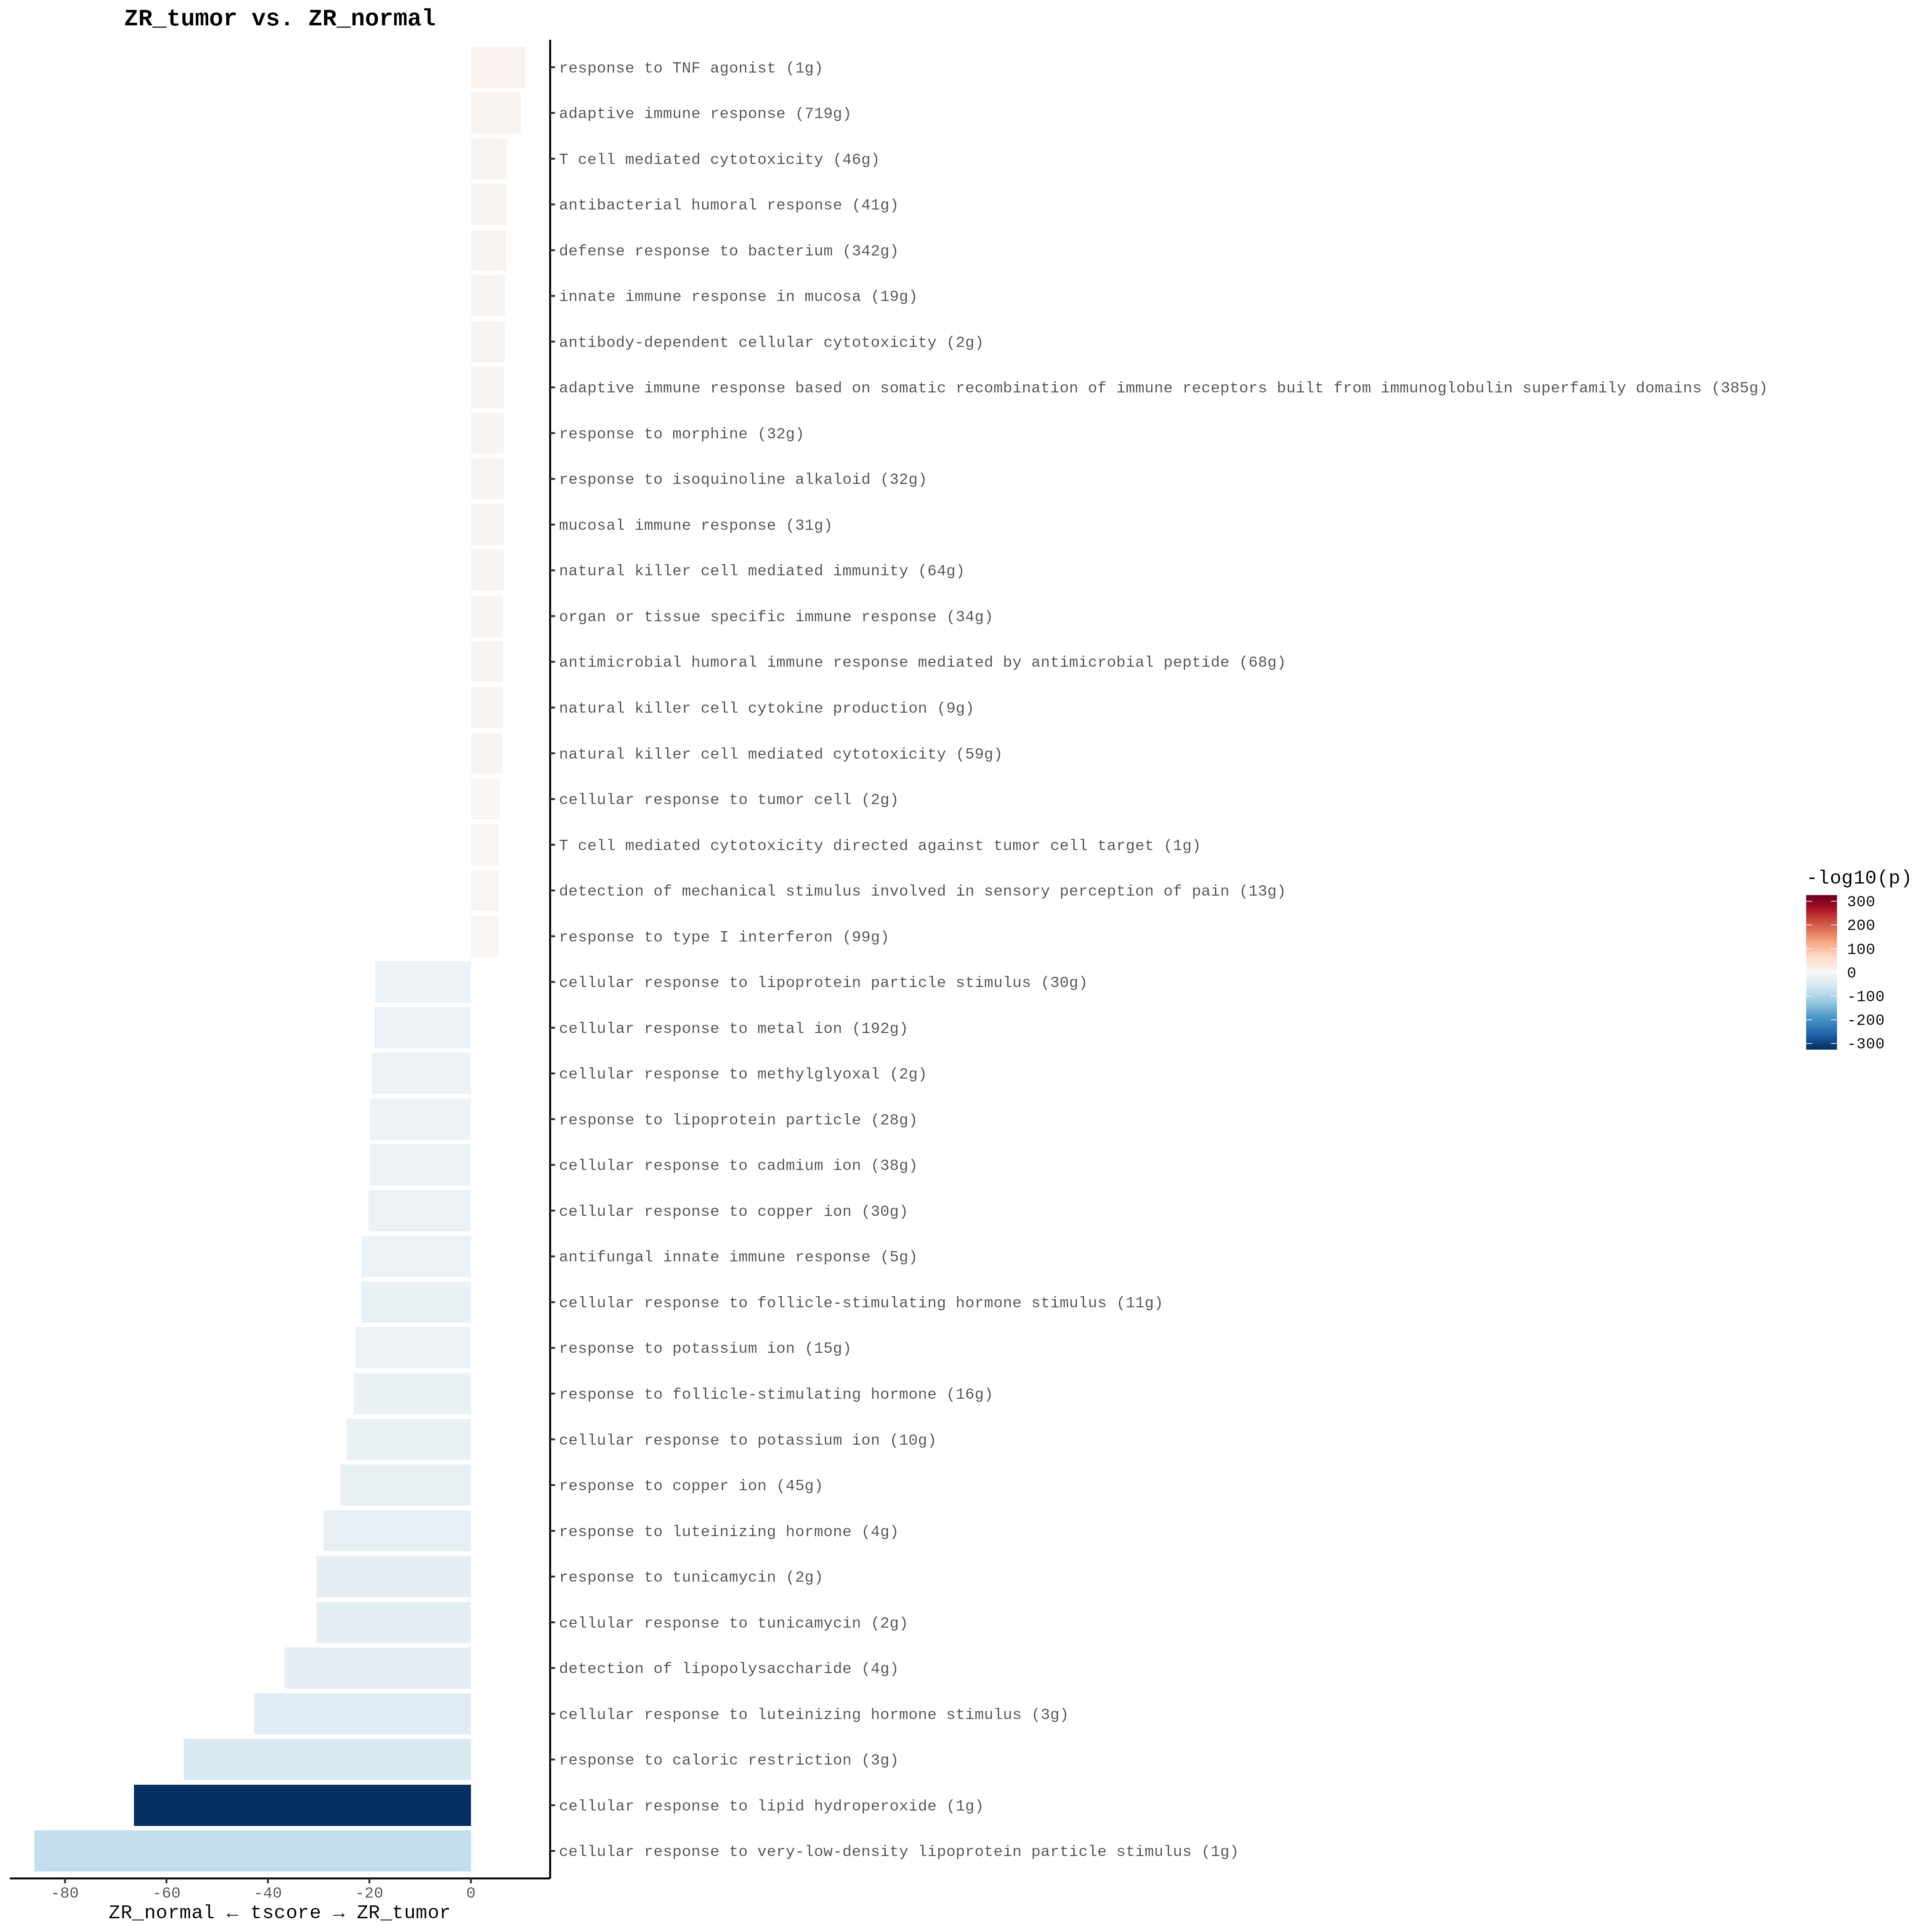 ZR_tumor vs. ZR_normal
response to TNF agonist (1g)
adaptive immune response (719g)
T cell mediated cytotoxicity (46g)
antibacterial humoral response (41g)
defense response to bacterium (342g)
innate immune response in mucosa (19g)
antibody-dependent cellular cytotoxicity (2g)
adaptive immune response based on somatic recombination of immune receptors built from immunoglobulin superfamily domains (385g)
response to morphine (32g)
response to isoquinoline alkaloid (32g)
mucosal immune response (31g)
natural killer cell mediated immunity (64g)
organ or tissue specific immune response (34g)
antimicrobial humoral immune response mediated by antimicrobial peptide (68g)
natural killer cell cytokine production (9g)
natural killer cell mediated cytotoxicity (59g)
cellular response to tumor cell (2g)
T cell mediated cytotoxicity directed against tumor cell target (1g)
detection of mechanical stimulus involved in sensory perception of pain (13g)
response to type I interferon (99g)
cellular response to lipoprotein particle stimulus (30g)
cellular response to metal ion (192g)
cellular response to methylglyoxal (2g)
response to lipoprotein particle (28g)
cellular response to cadmium ion (38g)
cellular response to copper ion (30g)
antifungal innate immune response (5g)
cellular response to follicle-stimulating hormone stimulus (11g)
response to potassium ion (15g)
response to follicle-stimulating hormone (16g)
cellular response to potassium ion (10g)
response to copper ion (45g)
response to luteinizing hormone (4g)
response to tunicamycin (2g)
cellular response to tunicamycin (2g)
detection of lipopolysaccharide (4g)
cellular response to luteinizing hormone stimulus (3g)
response to caloric restriction (3g)
cellular response to lipid hydroperoxide (1g)
cellular response to very-low-density lipoprotein particle stimulus (1g)
-80 -60 -40 -20 0
ZR_normal ← tscore → ZR_tumor
-log10(p)
300
200
100
0
-100
-200
-300